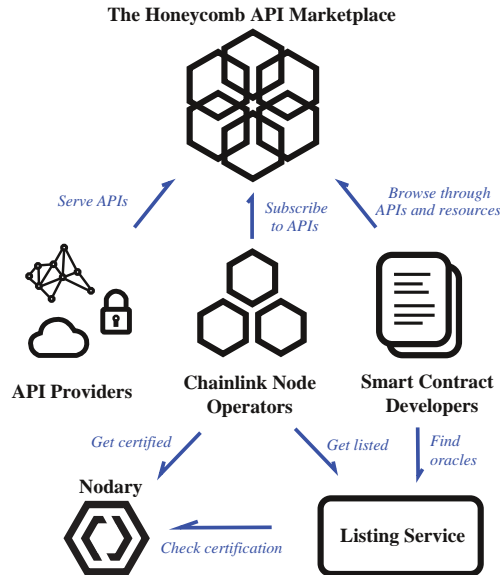 The Honeycomb API Marketplace
Serve APIs
Subscribe
to APIs
Browse through
APIs and resources
API Providers
Chainlink Node
Operators
Smart Contract
Developers
Get certified
Get listed
Find
oracles
Nodary
Listing Service
Check certification